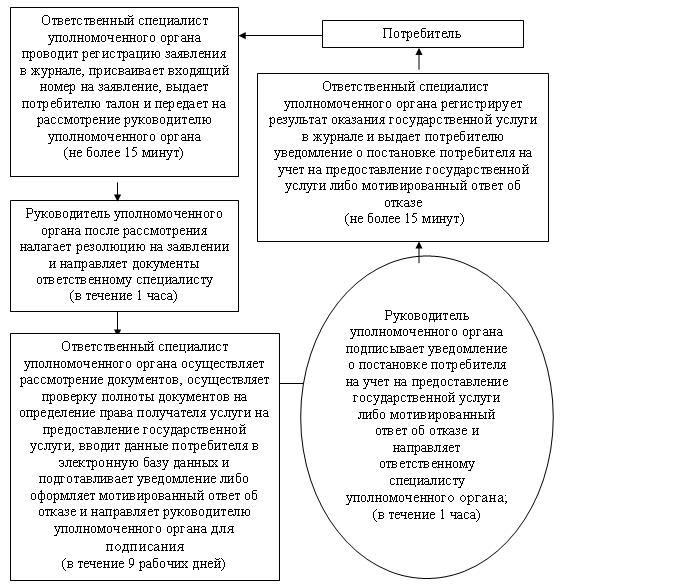 Потребитель
Ответственный специалист
уполномоченного органа
проводит регистрацию заявления
в журнале, присваивает входящий
номер на заявление, выдает
потребителю талон и передает на
рассмотрение руководителю
уполномоченного органа
(не более 15 минут)
Руководитель уполномоченного
органа после рассмотрения
налагает резолюцию на заявлении
и направляет документы
ответственному специалисту
(в течение 1 часа)
Ответственный специалист
уполномоченного органа осуществляет
рассмотрение документов, осуществляет
проверку полноты документов на
определение права получателя услуги на
предоставление государственной
услуги, вводит данные потребителя в
электронную базу данных и
подготавливает уведомление либо
оформляет мотивированный ответ об
отказе и направляет руководителю
уполномоченного органа для
подписания
(в течение 9 рабочих дней)
Руководитель
уполномоченного органа
подписывает уведомление
о постановке потребителя
на учет на предоставление
государственной услуги
либо мотивированный
ответ об отказе и
направляет
ответственному
специалисту
уполномоченного органа;
(в течение 1 часа)
Ответственный специалист
уполномоченного органа регистрирует
результат оказания государственной услуги
в журнале и выдает потребителю
уведомление о постановке потребителя на
учет на предоставление государственной
услуги либо мотивированный ответ об
отказе
(не более 15 минут)